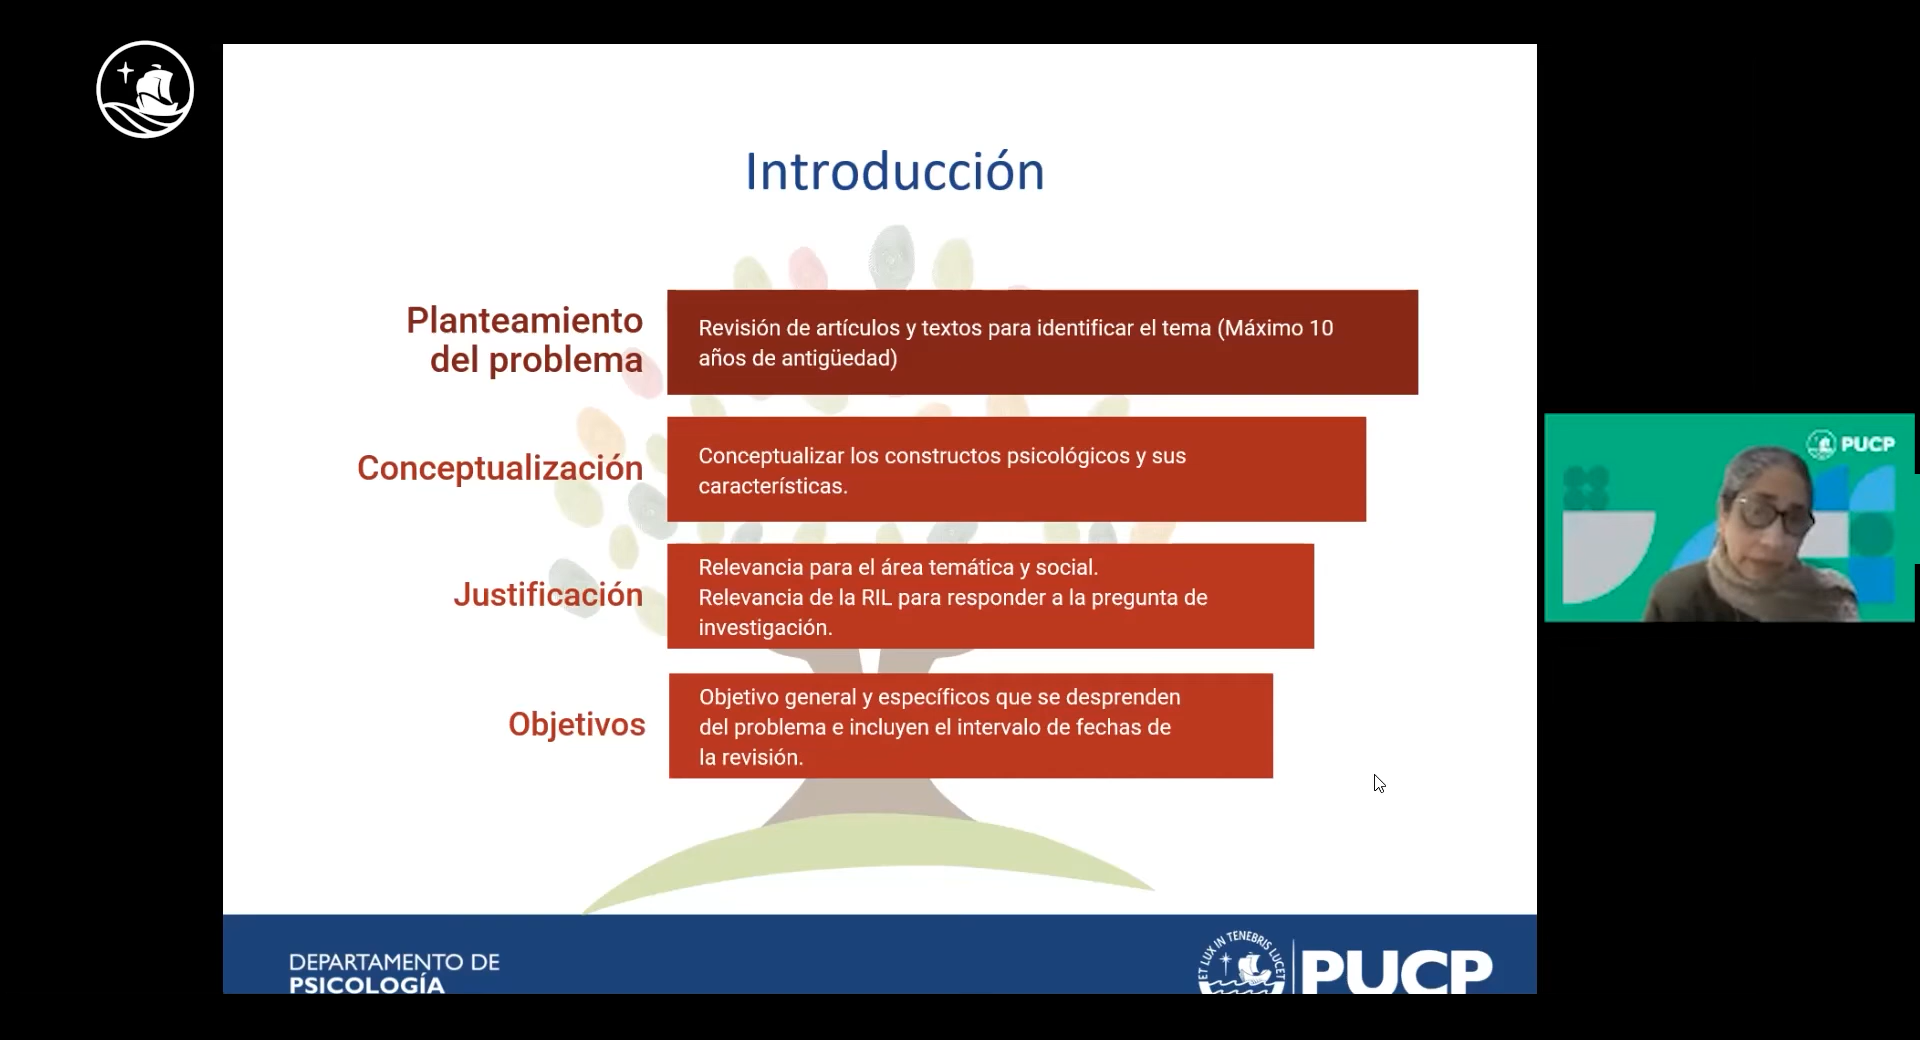 Introducción
Planteamiento
del problema
Revisión de artículos y textos para identificar el tema (Máximo 10
años de antigüedad)
Conceptualización
Conceptualizar los constructos psicológicos y sus
características.
Justificación
Relevancia para el área temática y social.
Relevancia de la RIL para responder a la pregunta de
investigación.
Objetivos
Objetivo general y específicos que se desprenden
del problema e incluyen el intervalo de fechas de
la revisión.
PUCP
DEPARTAMENTO DE
PSICOLOGÍA
ET LUX IN TENEBRIS LUCET
PUCP